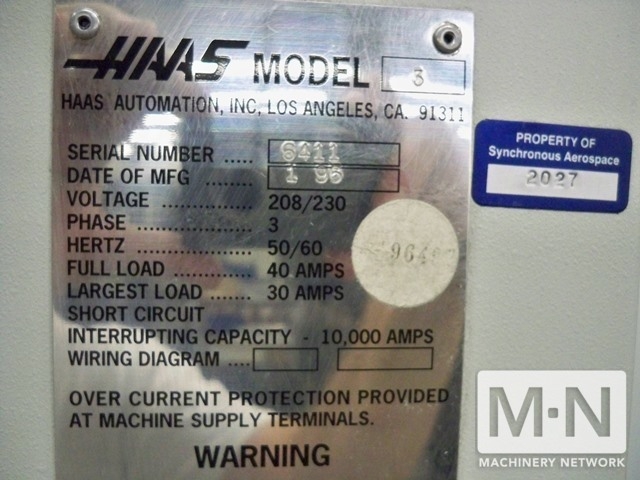 HAAS MODEL 3
HAAS AUTOMATION, INC, LOS ANGELES, CA. 91311
SERIAL NUMBER ..... 6411
DATE OF MFG ....... 1 96
VOLTAGE ............ 208/230
PHASE ................. 3
HERTZ ................. 50/60
FULL LOAD ........... 40 AMPS
LARGEST LOAD ....... 30 AMPS
SHORT CIRCUIT
INTERRUPTING CAPACITY - 10,000 AMPS
WIRING DIAGRAM ....
OVER CURRENT PROTECTION PROVIDED
AT MACHINE SUPPLY TERMINALS.
WARNING
PROPERTY OF
Synchronous Aerospace
2027
M·N
MACHINERY NETWORK